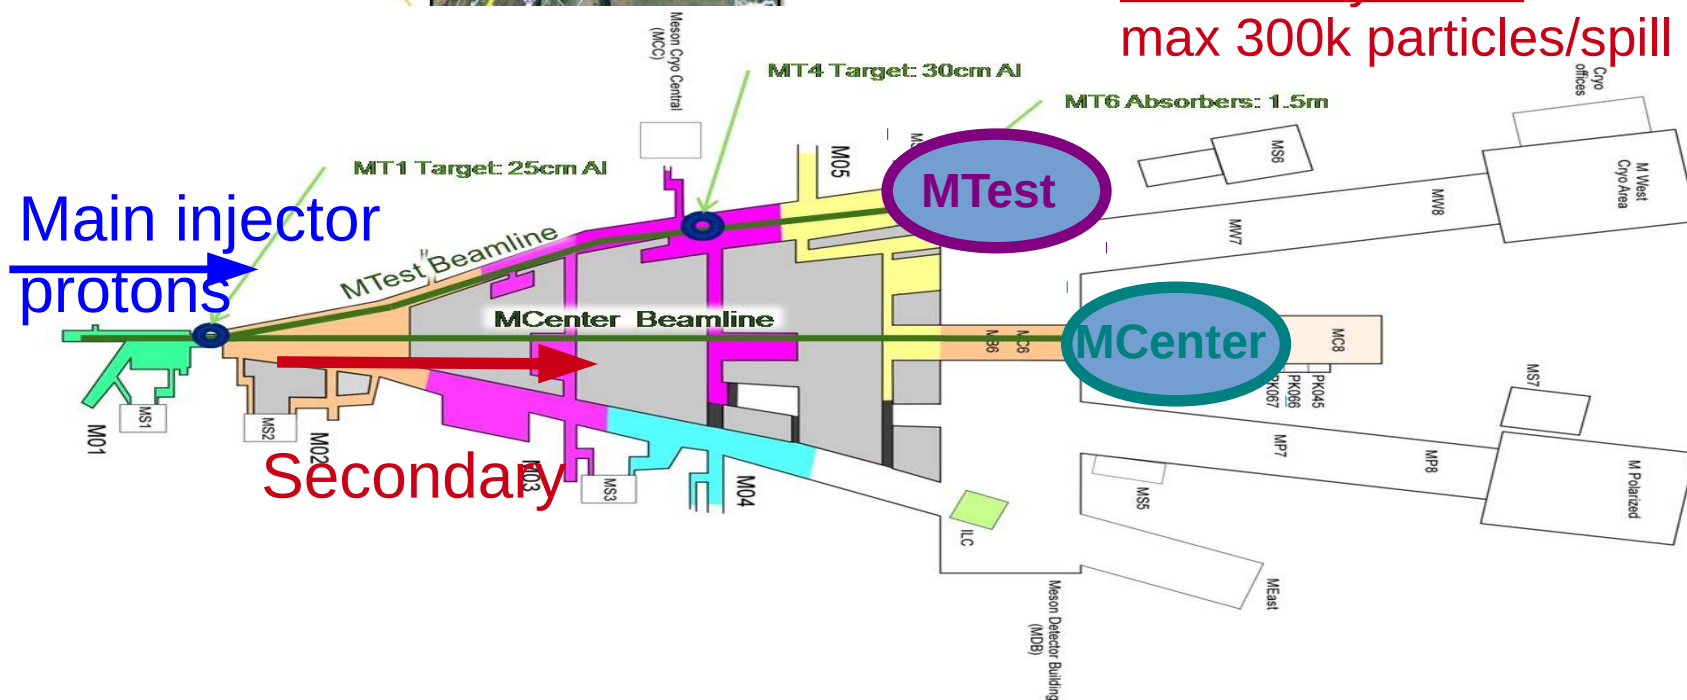 max 300k particles/spill
Meson Cryo Central
(MCC)
MT4 Target: 30cm Al
Cryo
offices
MT6 Absorbers: 1.5m
MT1 Target: 25cm Al
M05
MTest
MS6
M West
Cryo Area
Main injector
protons
MW8
MW7
MTest Beamline
MCenter Beamline
MC6
MCenter
MC8
PK067
PK066
PK045
MS7
MS1
MS2
M01
M02
Secondary
M03
MS3
M04
MP7
MP8
MS5
M Polarized
ILC
MEast
Meson Detector Building
(MDB)